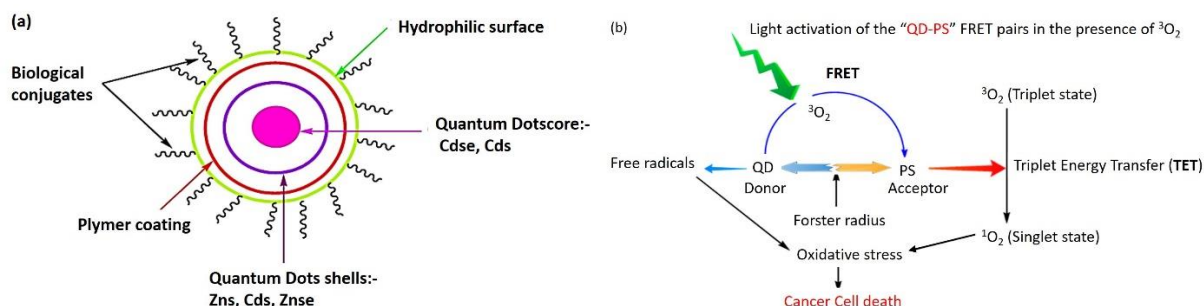 (a)
Hydrophilic surface
Biological
conjugates
Quantum Dotscore:-
Cdse, Cds
Plymer coating
Quantum Dots shells:-
Zns, Cds, Znse
(b)
Light activation of the “QD-PS” FRET pairs in the presence of ³O₂
FRET
³O₂
³O₂ (Triplet state)
Free radicals
QD
Donor
PS
Acceptor
Triplet Energy Transfer (TET)
Forster radius
¹O₂ (Singlet state)
Oxidative stress
Cancer Cell death